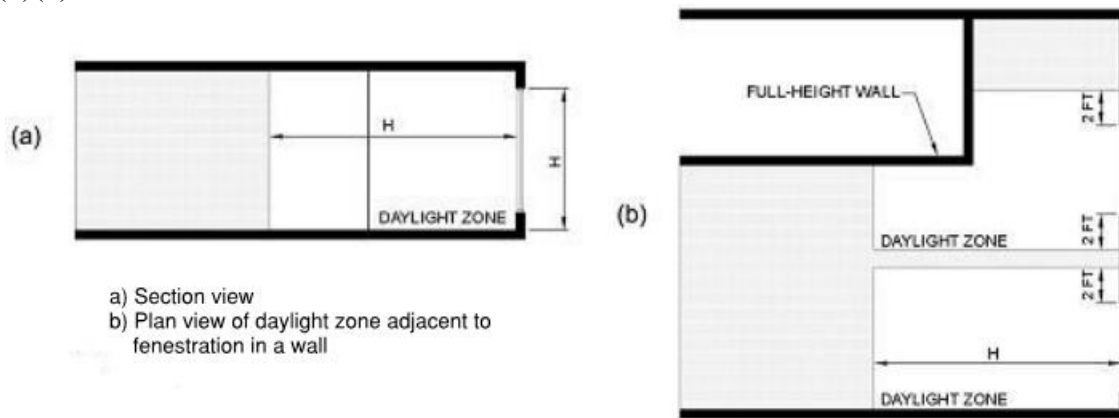 (a)
H
H
DAYLIGHT ZONE
a) Section view
b) Plan view of daylight zone adjacent to
fenestration in a wall
(b)
FULL-HEIGHT WALL
2 FT
DAYLIGHT ZONE
2 FT
2 FT
H
DAYLIGHT ZONE